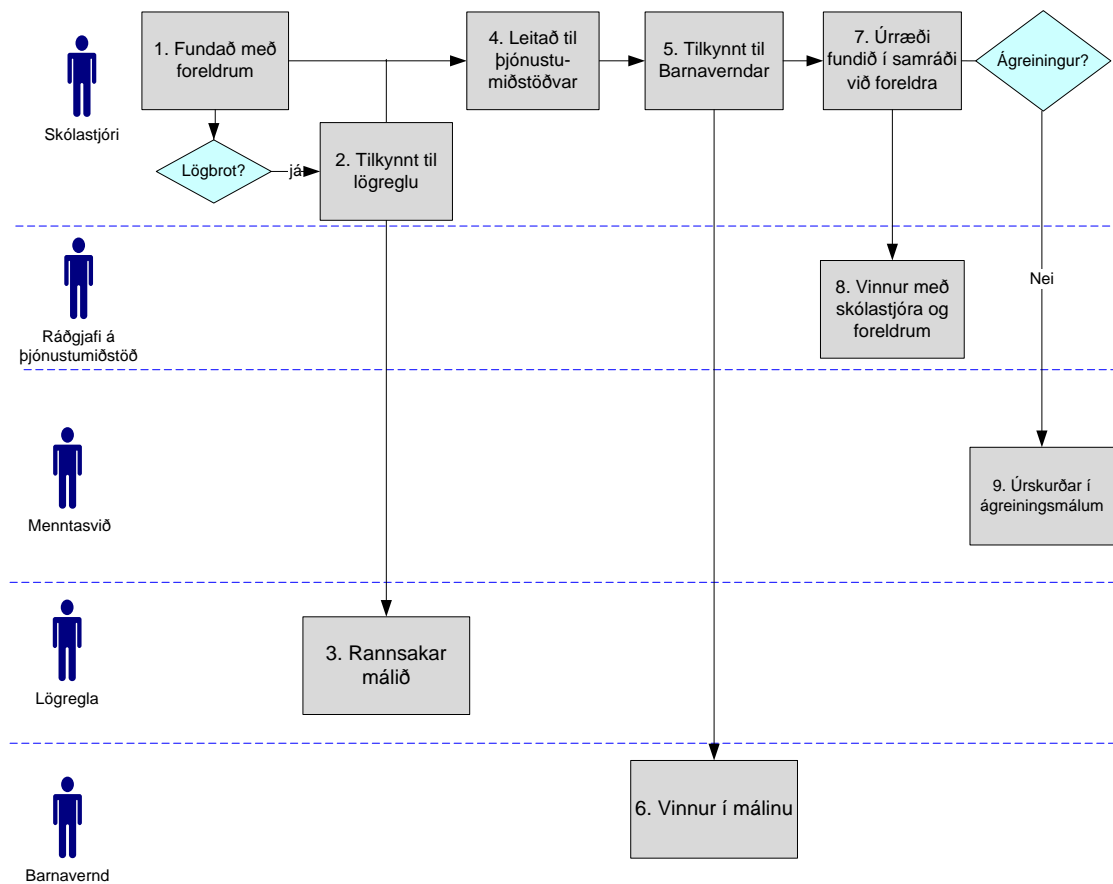 1. Fundað með
foreldrum
4. Leitað til
þjónustu-
miðstöðvar
5. Tilkynnt til
Barnaverndar
7. Úrræði
fundið í samráði
við foreldra
Ágreiningur?
Skólastjóri
Lögbrot?
já
2. Tilkynnt til
lögreglu
Ráðgjafi á
þjónustumiðstöð
8. Vinnur með
skólastjóra og
foreldrum
Nei
Menntasvið
9. Úrskurðar í
ágreiningsmálum
Lögregla
3. Rannsakar
málið
Barnavernd
6. Vinnur í málinu